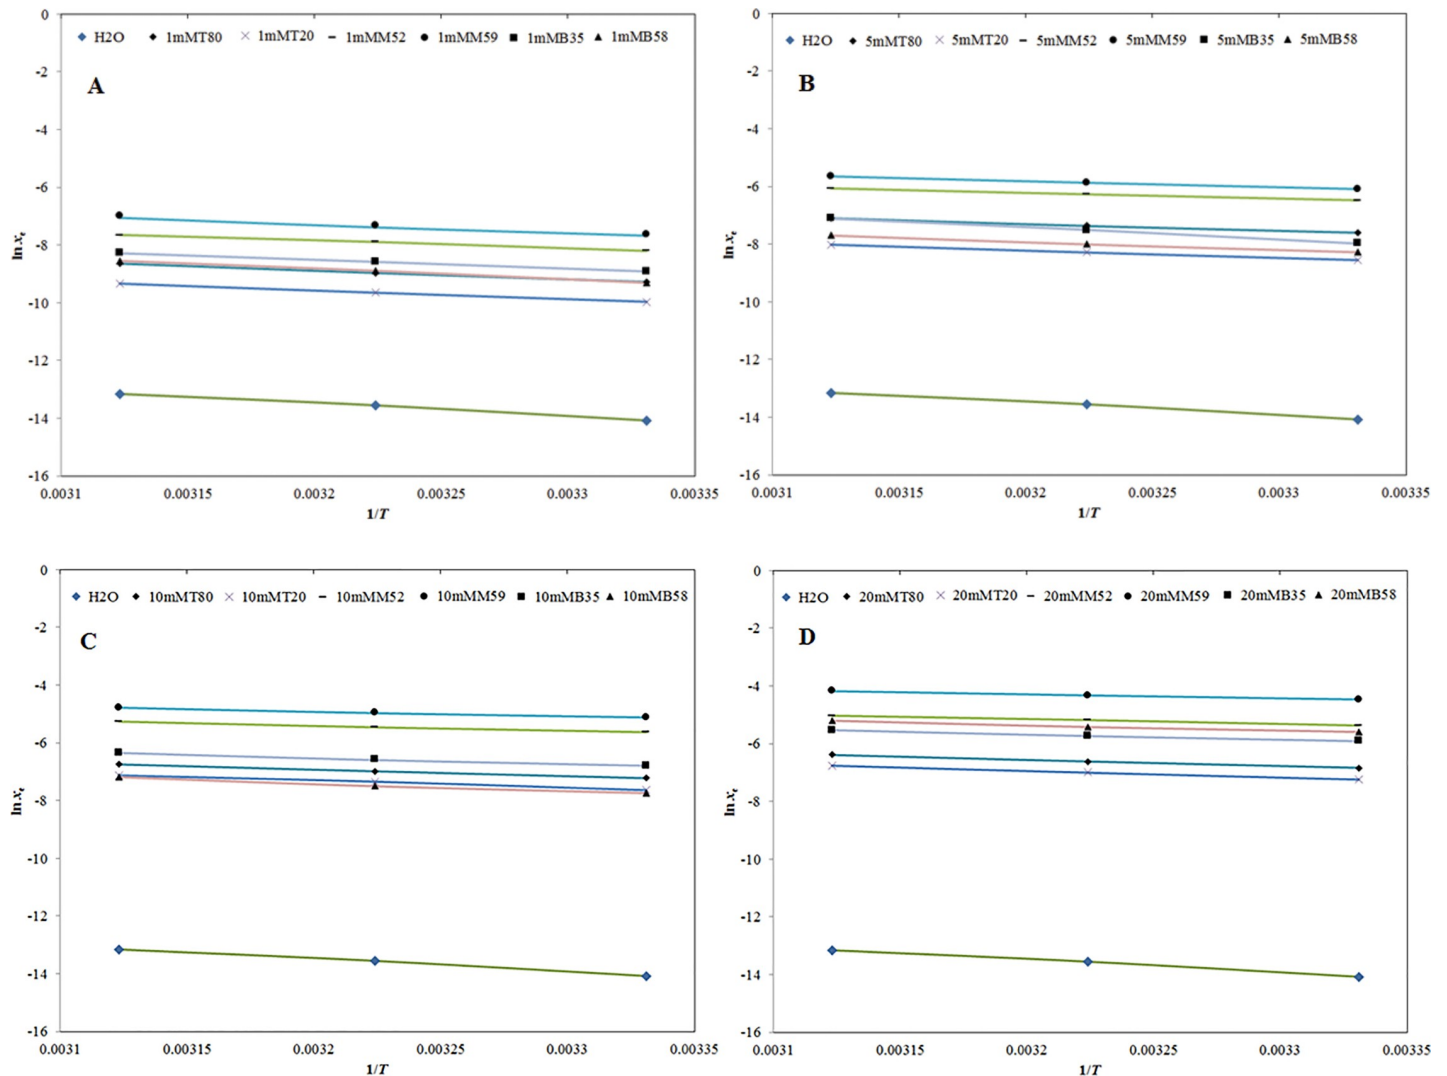 0
H2O 1mMT80 1mMT20 1mMM52 1mMM59 1mMB35 1mMB58
-2
A
-4
-6
ln xe
-8
-10
-12
-14
-16
0.0031 0.00315 0.0032 0.00325 0.0033 0.00335
1/T
0
H2O 5mMT80 5mMT20 5mMM52 5mMM59 5mMB35 5mMB58
-2
B
-4
-6
ln xe
-8
-10
-12
-14
-16
0.0031 0.00315 0.0032 0.00325 0.0033 0.00335
1/T
0
H2O 10mMT80 10mMT20 10mMM52 10mMM59 10mMB35 10mMB58
-2
C
-4
-6
ln xe
-8
-10
-12
-14
-16
0.0031 0.00315 0.0032 0.00325 0.0033 0.00335
1/T
0
H2O 20mMT80 20mMT20 20mMM52 20mMM59 20mMB35 20mMB58
-2
D
-4
-6
ln xe
-8
-10
-12
-14
-16
0.0031 0.00315 0.0032 0.00325 0.0033 0.00335
1/T